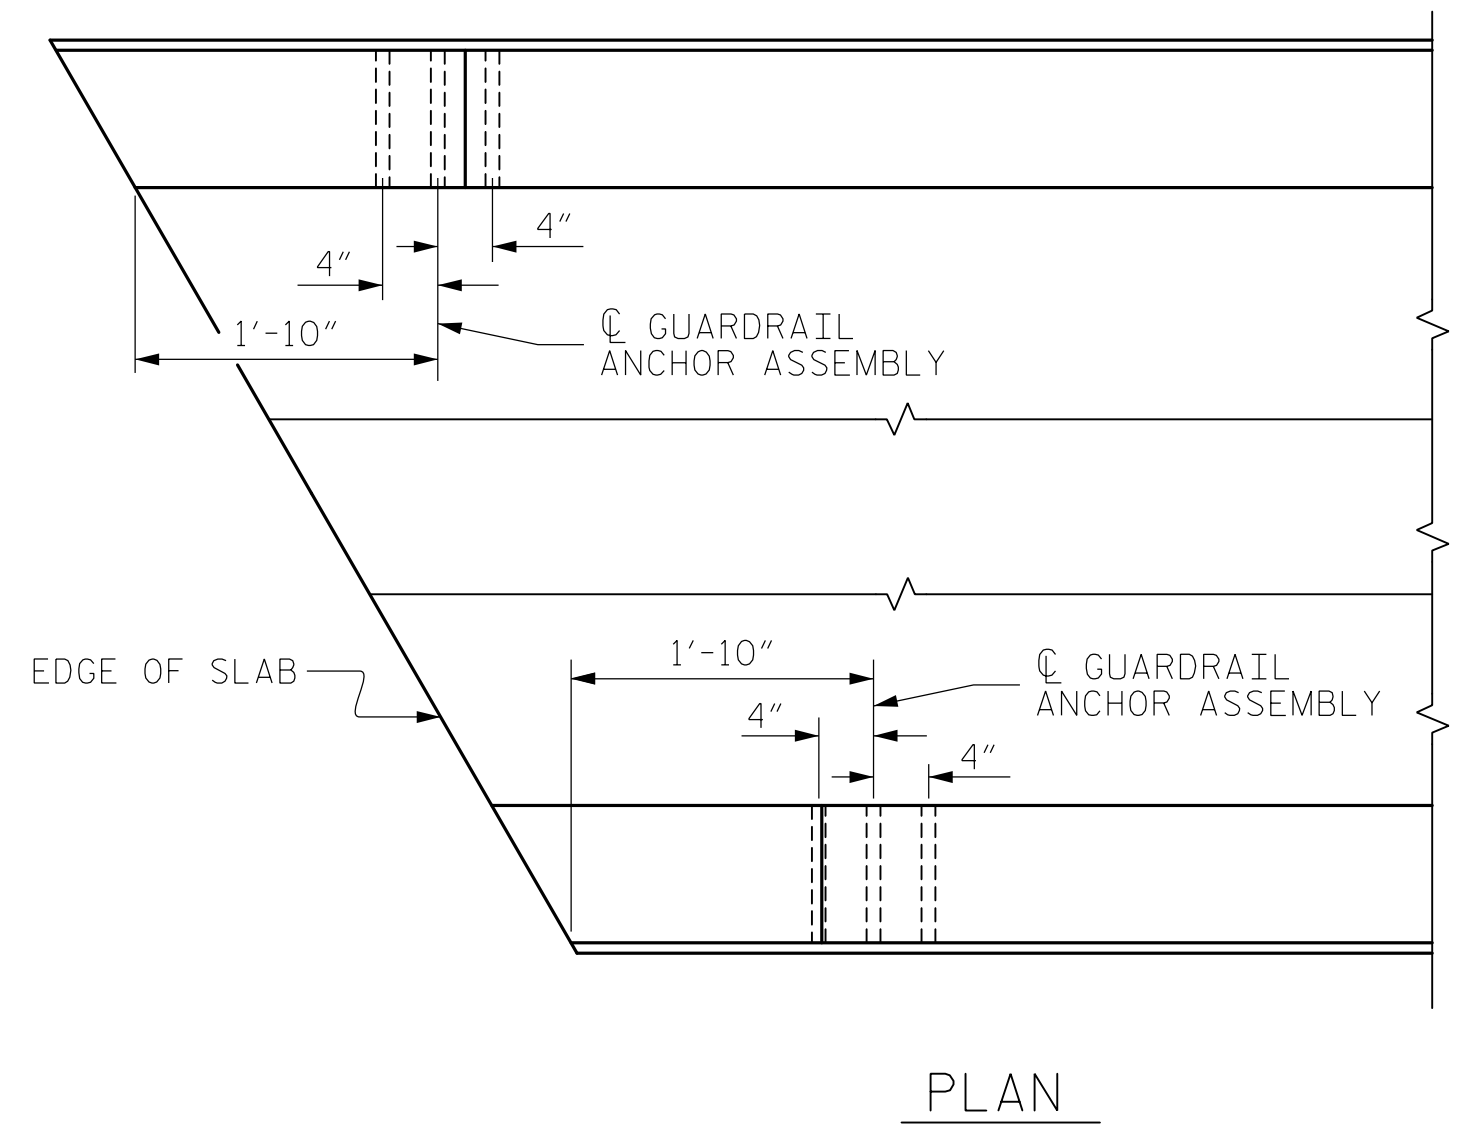 4"
4"
1'-10"
℄ GUARDRAIL
ANCHOR ASSEMBLY
1'-10"
℄ GUARDRAIL
ANCHOR ASSEMBLY
EDGE OF SLAB
4"
4"
PLAN